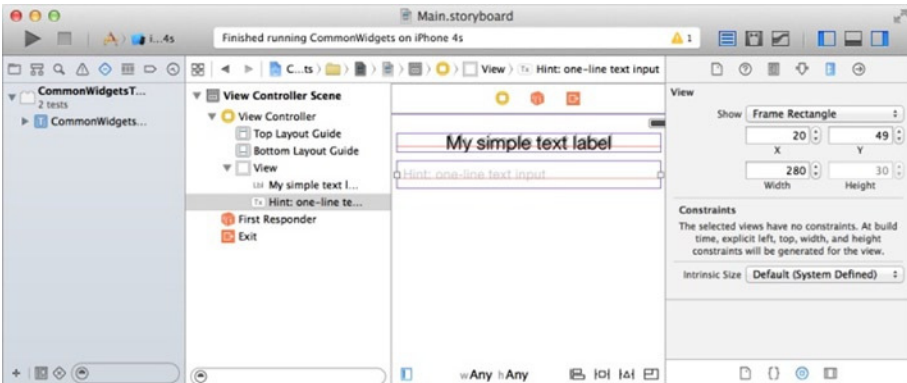 Main.storyboard
i...4s
Finished running CommonWidgets on iPhone 4s
1
C...ts
View
Hint: one-line text input
CommonWidgetsT...
2 tests
CommonWidgets...
View Controller Scene
View Controller
Top Layout Guide
Bottom Layout Guide
View
Lbl My simple text l...
Tx Hint: one-line te...
First Responder
Exit
My simple text label
Hint: one-line text input
wAny hAny
View
Show Frame Rectangle
20 49
X Y
280 30
Width Height
Constraints
The selected views have no constraints. At build
time, explicit left, top, width, and height
constraints will be generated for the view.
Intrinsic Size Default (System Defined)